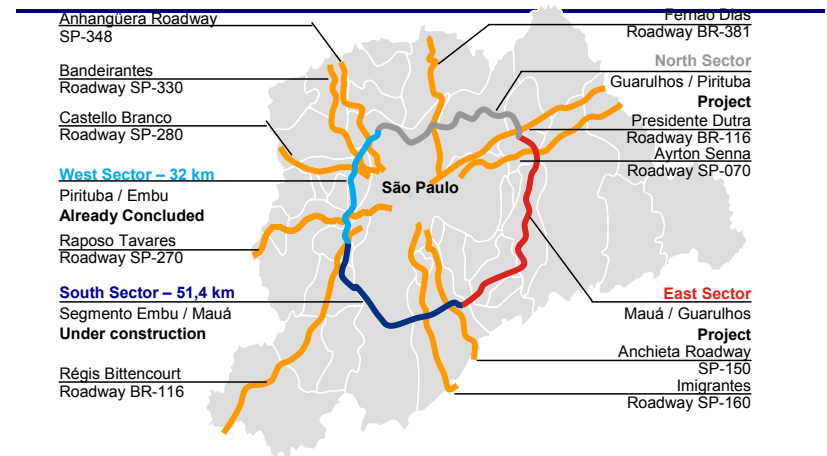 Anhangüera Roadway
SP-348
Bandeirantes
Roadway SP-330
Castello Branco
Roadway SP-280
West Sector – 32 km
Pirituba / Embu
Already Concluded
Raposo Tavares
Roadway SP-270
South Sector – 51,4 km
Segmento Embu / Mauá
Under construction
Régis Bittencourt
Roadway BR-116
São Paulo
Fernão Dias
Roadway BR-381
North Sector
Guarulhos / Pirituba
Project
Presidente Dutra
Roadway BR-116
Ayrton Senna
Roadway SP-070
East Sector
Mauá / Guarulhos
Project
Anchieta Roadway
SP-150
Imigrantes
Roadway SP-160